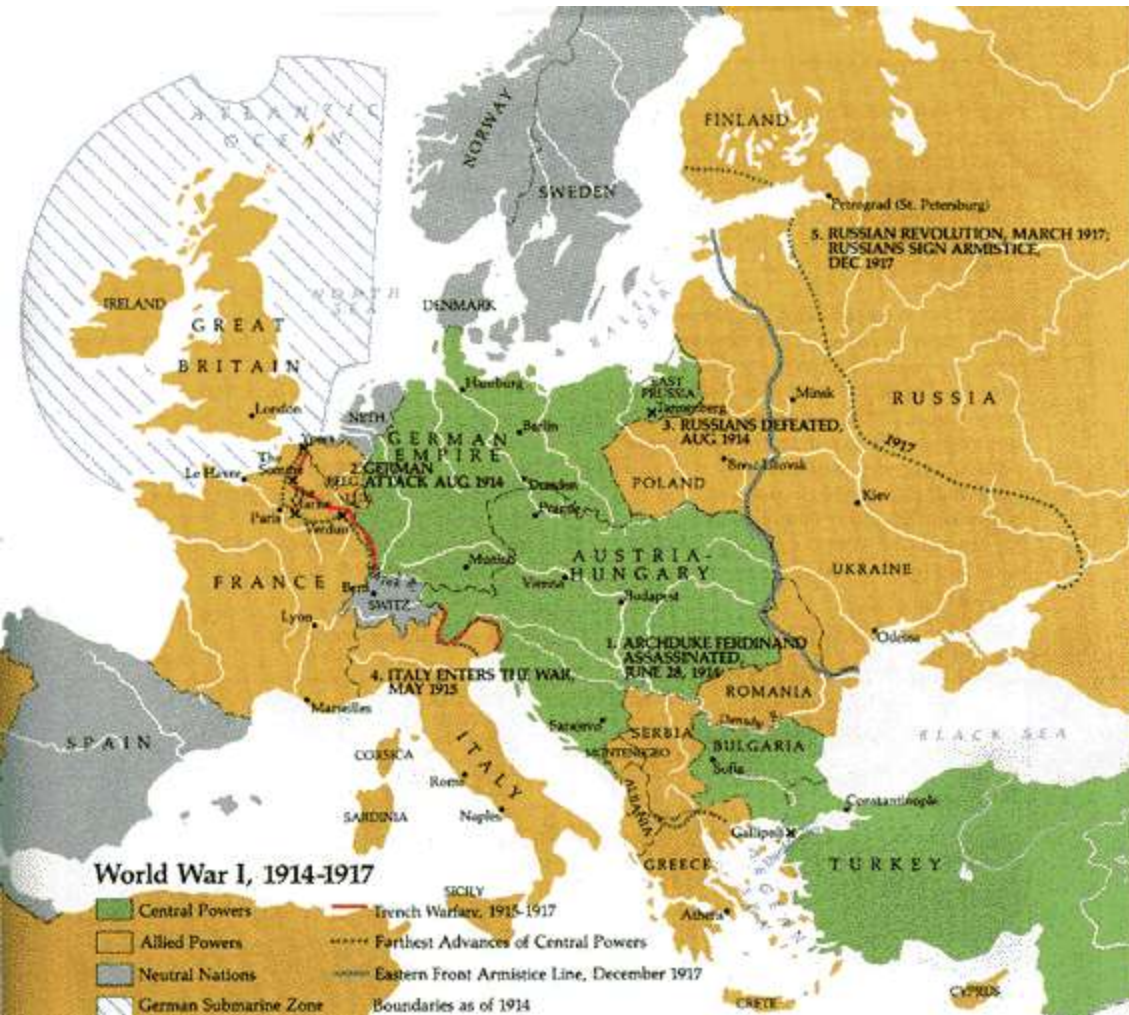 ATLANTIC
OCEAN
NORWAY
FINLAND
SWEDEN
Petrograd (St. Petersburg)
5. RUSSIAN REVOLUTION, MARCH 1917;
RUSSIANS SIGN ARMISTICE,
DEC 1917
IRELAND
NORTH
SEA
DENMARK
BALTIC
SEA
GREAT
BRITAIN
London
Hamburg
EAST
PRUSSIA
Tannenberg
Minsk
RUSSIA
NETH.
Berlin
3. RUSSIANS DEFEATED,
AUG 1914
1917
Ypres
GERMAN
EMPIRE
The
Somme
Le Havre
BELG.
2. GERMAN
ATTACK AUG 1914
LUX.
Brest Litovsk
POLAND
Dresden
Kiev
Paris
Marne
Verdun
Prague
Munich
AUSTRIA-
HUNGARY
Vienna
Budapest
UKRAINE
FRANCE
Bern
SWITZ
Lyon
Odessa
1. ARCHDUKE FERDINAND
ASSASSINATED,
JUNE 28, 1914
4. ITALY ENTERS THE WAR,
MAY 1915
ROMANIA
Marseilles
Danube R.
SPAIN
Sarajevo
SERBIA
BLACK SEA
CORSICA
ITALY
MONTENEGRO
BULGARIA
Sofia
Rome
ALBANIA
Constantinople
SARDINIA
Naples
Gallipoli
GREECE
TURKEY
World War I, 1914-1917
SICILY
Athens
Central Powers
Trench Warfare, 1915-1917
Allied Powers
Farthest Advances of Central Powers
Neutral Nations
Eastern Front Armistice Line, December 1917
German Submarine Zone
Boundaries as of 1914
CRETE
CYPRUS